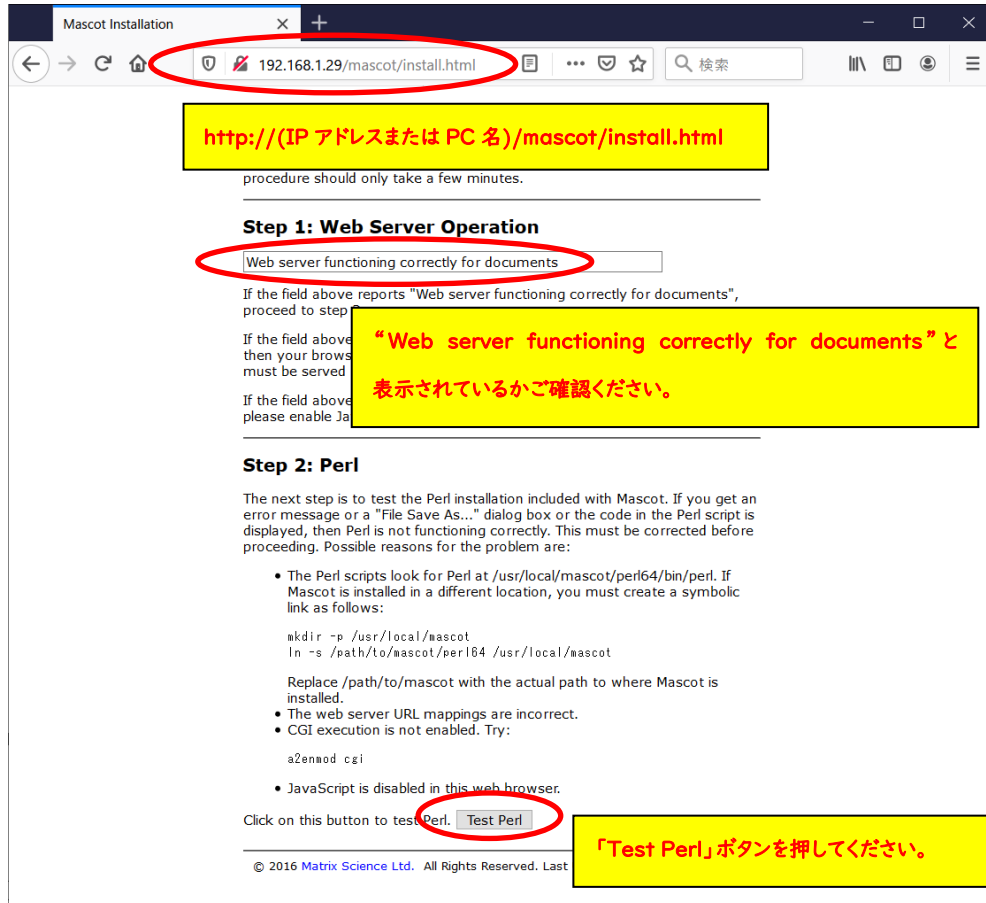 Mascot Installation
192.168.1.29/mascot/install.html
検索
http://(IP アドレスまたは PC 名)/mascot/install.html
procedure should only take a few minutes.
Step 1: Web Server Operation
Web server functioning correctly for documents
If the field above reports "Web server functioning correctly for documents",
proceed to step
If the field above
then your brows
must be served
If the field above
please enable Ja
“Web server functioning correctly for documents”と
表示されているかご確認ください。
Step 2: Perl
The next step is to test the Perl installation included with Mascot. If you get an
error message or a "File Save As..." dialog box or the code in the Perl script is
displayed, then Perl is not functioning correctly. This must be corrected before
proceeding. Possible reasons for the problem are:
• The Perl scripts look for Perl at /usr/local/mascot/perl64/bin/perl. If
Mascot is installed in a different location, you must create a symbolic
link as follows:
mkdir -p /usr/local/mascot
ln -s /path/to/mascot/perl64 /usr/local/mascot
Replace /path/to/mascot with the actual path to where Mascot is
installed.
• The web server URL mappings are incorrect.
• CGI execution is not enabled. Try:
a2enmod cgi
• JavaScript is disabled in this web browser.
Click on this button to test Perl. Test Perl
「Test Perl」ボタンを押してください。
© 2016 Matrix Science Ltd. All Rights Reserved. Last